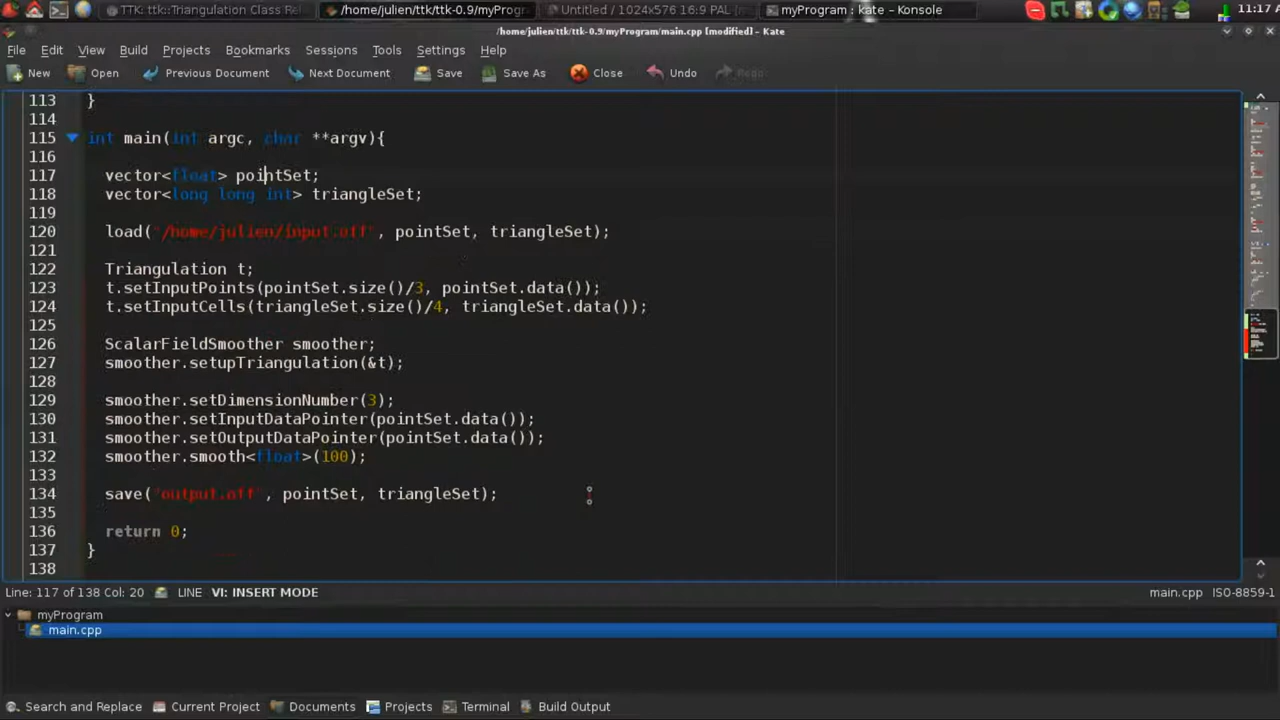 TTK: ttk::Triangulation Class Re
/home/julien/ttk/ttk-0.9/myProgr
Untitled / 1024x576 16:9 PAL
myProgram : kate – Konsole
11:17
/home/julien/ttk/ttk-0.9/myProgram/main.cpp [modified] – Kate
File Edit View Build Projects Bookmarks Sessions Tools Settings Help
New Open Previous Document Next Document Save Save As Close Undo Redo
113 }
114
115 int main(int argc, char **argv){
116
117 vector<float> pointSet;
118 vector<long long int> triangleSet;
119
120 load("/home/julien/input.off", pointSet, triangleSet);
121
122 Triangulation t;
123 t.setInputPoints(pointSet.size()/3, pointSet.data());
124 t.setInputCells(triangleSet.size()/4, triangleSet.data());
125
126 ScalarFieldSmoother smoother;
127 smoother.setupTriangulation(&t);
128
129 smoother.setDimensionNumber(3);
130 smoother.setInputDataPointer(pointSet.data());
131 smoother.setOutputDataPointer(pointSet.data());
132 smoother.smooth<float>(100);
133
134 save("output.off", pointSet, triangleSet);
135
136 return 0;
137 }
138
Line: 117 of 138 Col: 20 LINE VI: INSERT MODE main.cpp ISO-8859-1
myProgram
main.cpp
Search and Replace Current Project Documents Projects Terminal Build Output